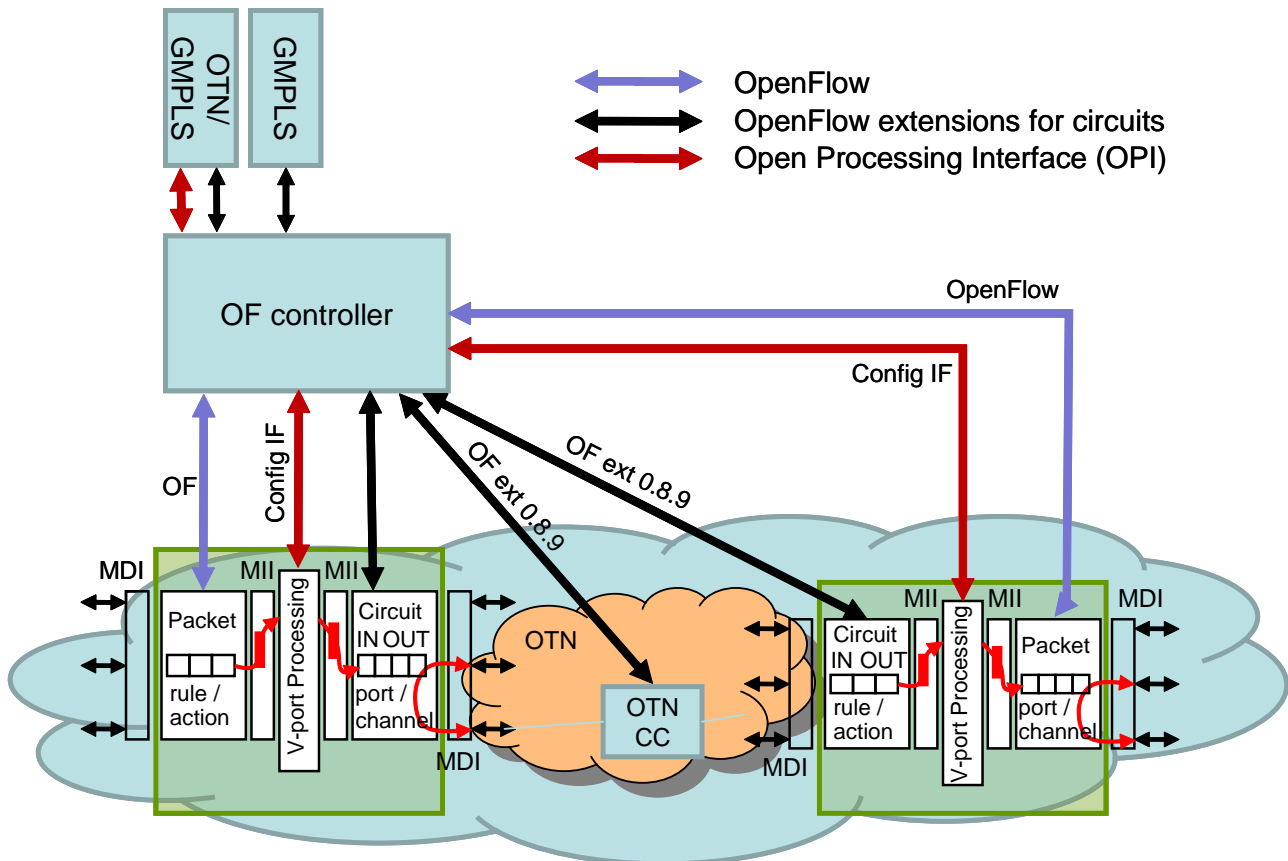 OTN/
GMPLS
GMPLS
OpenFlow
OpenFlow extensions for circuits
Open Processing Interface (OPI)
OF controller
OpenFlow
Config IF
OF
Config IF
OF ext 0.8.9
OF ext 0.8.9
MDI
MII
MII
Packet
rule /
action
V-port Processing
Circuit
IN OUT
port /
channel
MDI
OTN
OTN
CC
MDI
MII
MII
MDI
Circuit
IN OUT
rule /
action
V-port Processing
Packet
port /
channel